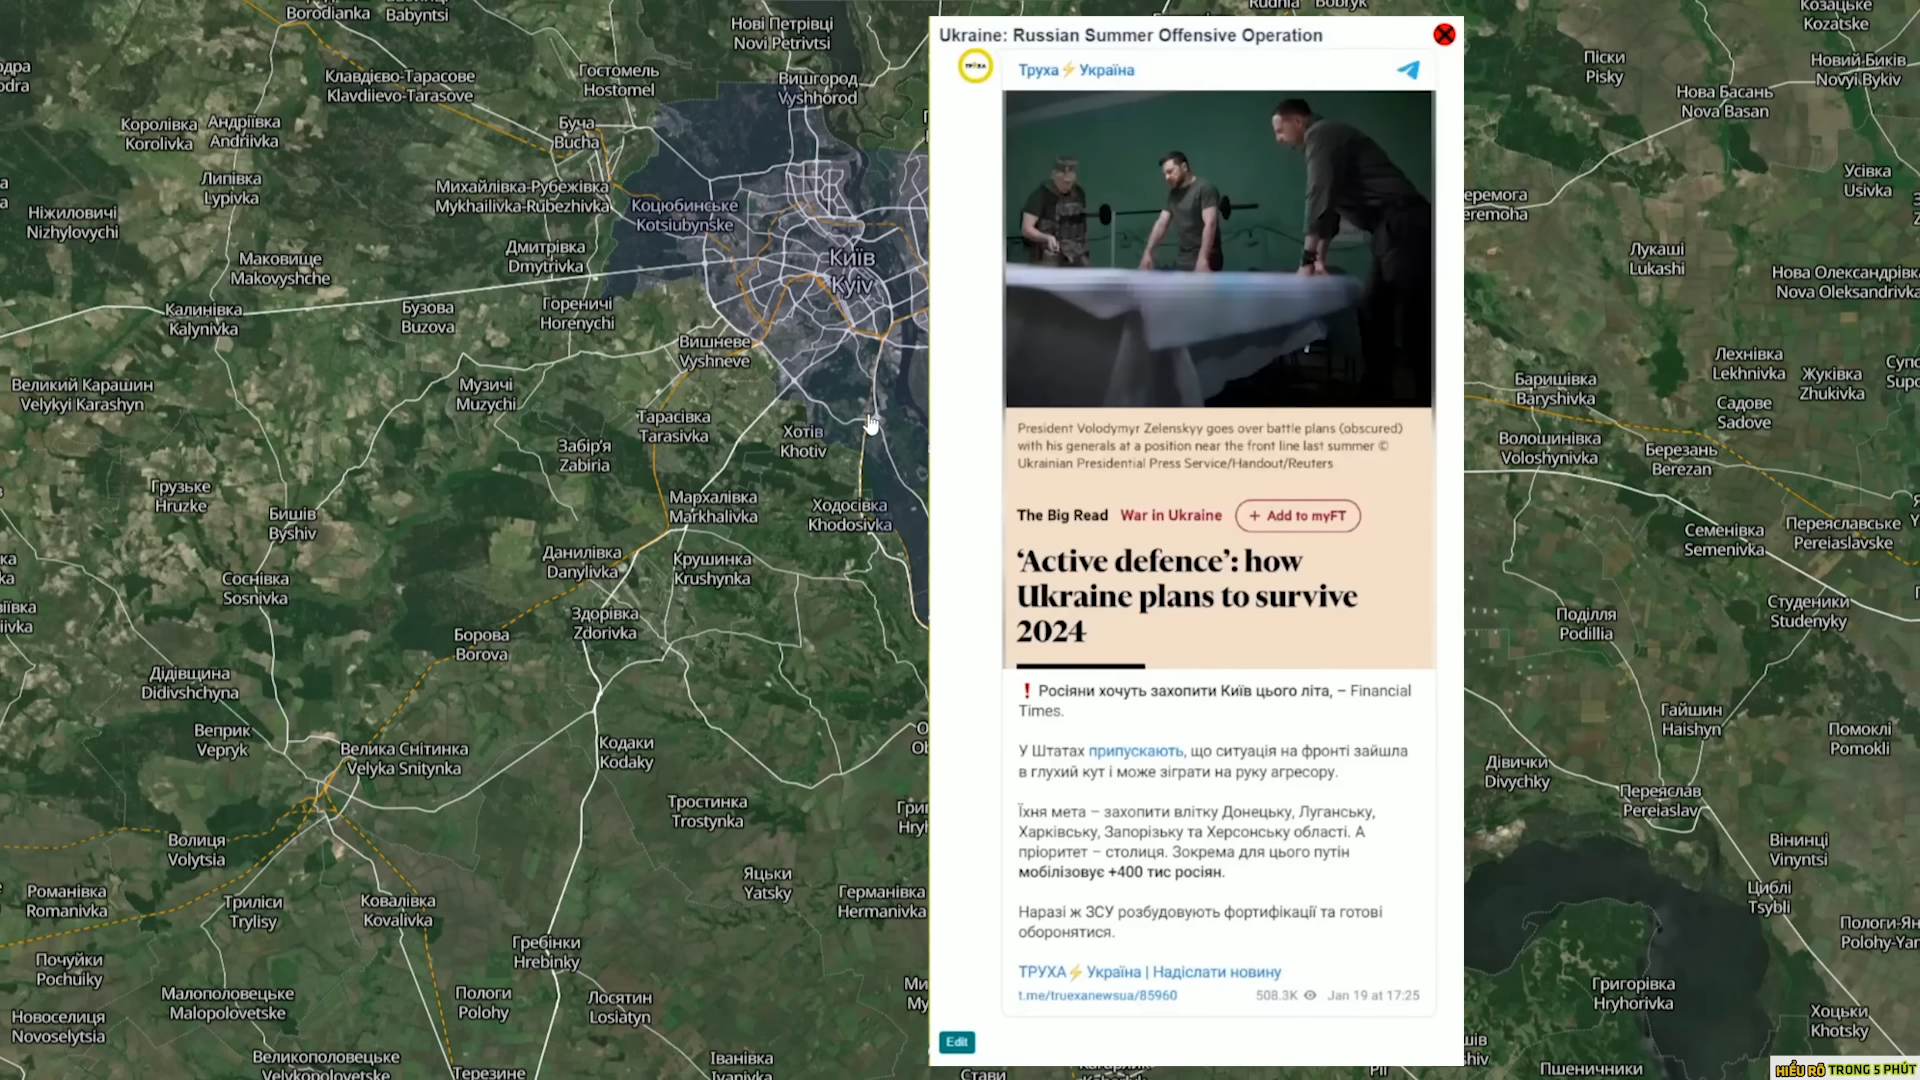 Ukraine: Russian Summer Offensive Operation
Труха⚡Україна
President Volodymyr Zelenskyy goes over battle plans (obscured)
with his generals at a position near the front line last summer ©
Ukrainian Presidential Press Service/Handout/Reuters
The Big Read War in Ukraine + Add to myFT
‘Active defence’: how
Ukraine plans to survive
2024
❗ Росіяни хочуть захопити Київ цього літа, – Financial
Times.
У Штатах припускають, що ситуація на фронті зайшла
в глухий кут і може зіграти на руку агресору.
Їхня мета – захопити влітку Донецьку, Луганську,
Харківську, Запорізьку та Херсонську області. А
пріоритет – столиця. Зокрема для цього путін
мобілізовує +400 тис росіян.
Наразі ж ЗСУ розбудовують фортифікації та готові
оборонятися.
ТРУХА⚡Україна | Надіслати новину
t.me/truexanewsua/85960 508.3K Jan 19 at 17:25
Edit
Borodianka
Babyntsi
Нові Петрівці
Novi Petrivtsi
Клавдієво-Тарасове
Klavdiievo-Tarasove
Гостомель
Hostomel
Вишгород
Vyshhorod
Королівка
Korolivka
Андріївка
Andriivka
Буча
Bucha
Липівка
Lypivka
Михайлівка-Рубежівка
Mykhailivka-Rubezhivka
Коцюбинське
Kotsiubynske
Ніжиловичі
Nizhylovychi
Маковище
Makovyshche
Дмитрівка
Dmytrivka
Київ
Kyiv
Калинівка
Kalynivka
Бузова
Buzova
Гореничі
Horenychi
Вишневе
Vyshneve
Великий Карашин
Velykyi Karashyn
Музичі
Muzychi
Тарасівка
Tarasivka
Хотів
Khotiv
Забір’я
Zabiria
Грузьке
Hruzke
Бишів
Byshiv
Мархалівка
Markhalivka
Ходосівка
Khodosivka
Данилівка
Danylivka
Крушинка
Krushynka
Соснівка
Sosnivka
Здорівка
Zdorivka
Борова
Borova
Дідівщина
Didivshchyna
Веприк
Vepryk
Велика Снітинка
Velyka Snitynka
Кодаки
Kodaky
Тростинка
Trostynka
Волиця
Volytsia
Яцьки
Yatsky
Германівка
Hermanivka
Романівка
Romanivka
Триліси
Trylisy
Ковалівка
Kovalivka
Гребінки
Hrebinky
Почуйки
Pochuiky
Малополовецьке
Malopolovetske
Пологи
Polohy
Лосятин
Losiatyn
Новоселиця
Novoselytsia
Великополовецьке
Velykopolovetske
Терезине
Іванівка
Ivanivka
Стави
Козацьке
Kozatske
Піски
Pisky
Новий Биків
Novyi Bykiv
Нова Басань
Nova Basan
Усівка
Usivka
Лукаші
Lukashi
Нова Олександрівка
Nova Oleksandrivka
Лехнівка
Lekhnivka
Жуківка
Zhukivka
Баришівка
Baryshivka
Садове
Sadove
Волошинівка
Voloshynivka
Березань
Berezan
Семенівка
Semenivka
Переяславське
Pereiaslavske
Поділля
Podillia
Студеники
Studenyky
Гайшин
Haishyn
Помоклі
Pomokli
Дівички
Divychky
Переяслав
Pereiaslav
Вінинці
Vinyntsi
Циблі
Tsybli
Григорівка
Hryhorivka
Хоцьки
Khotsky
Пшеничники
HIỂU RÕ TRONG 5 PHÚT